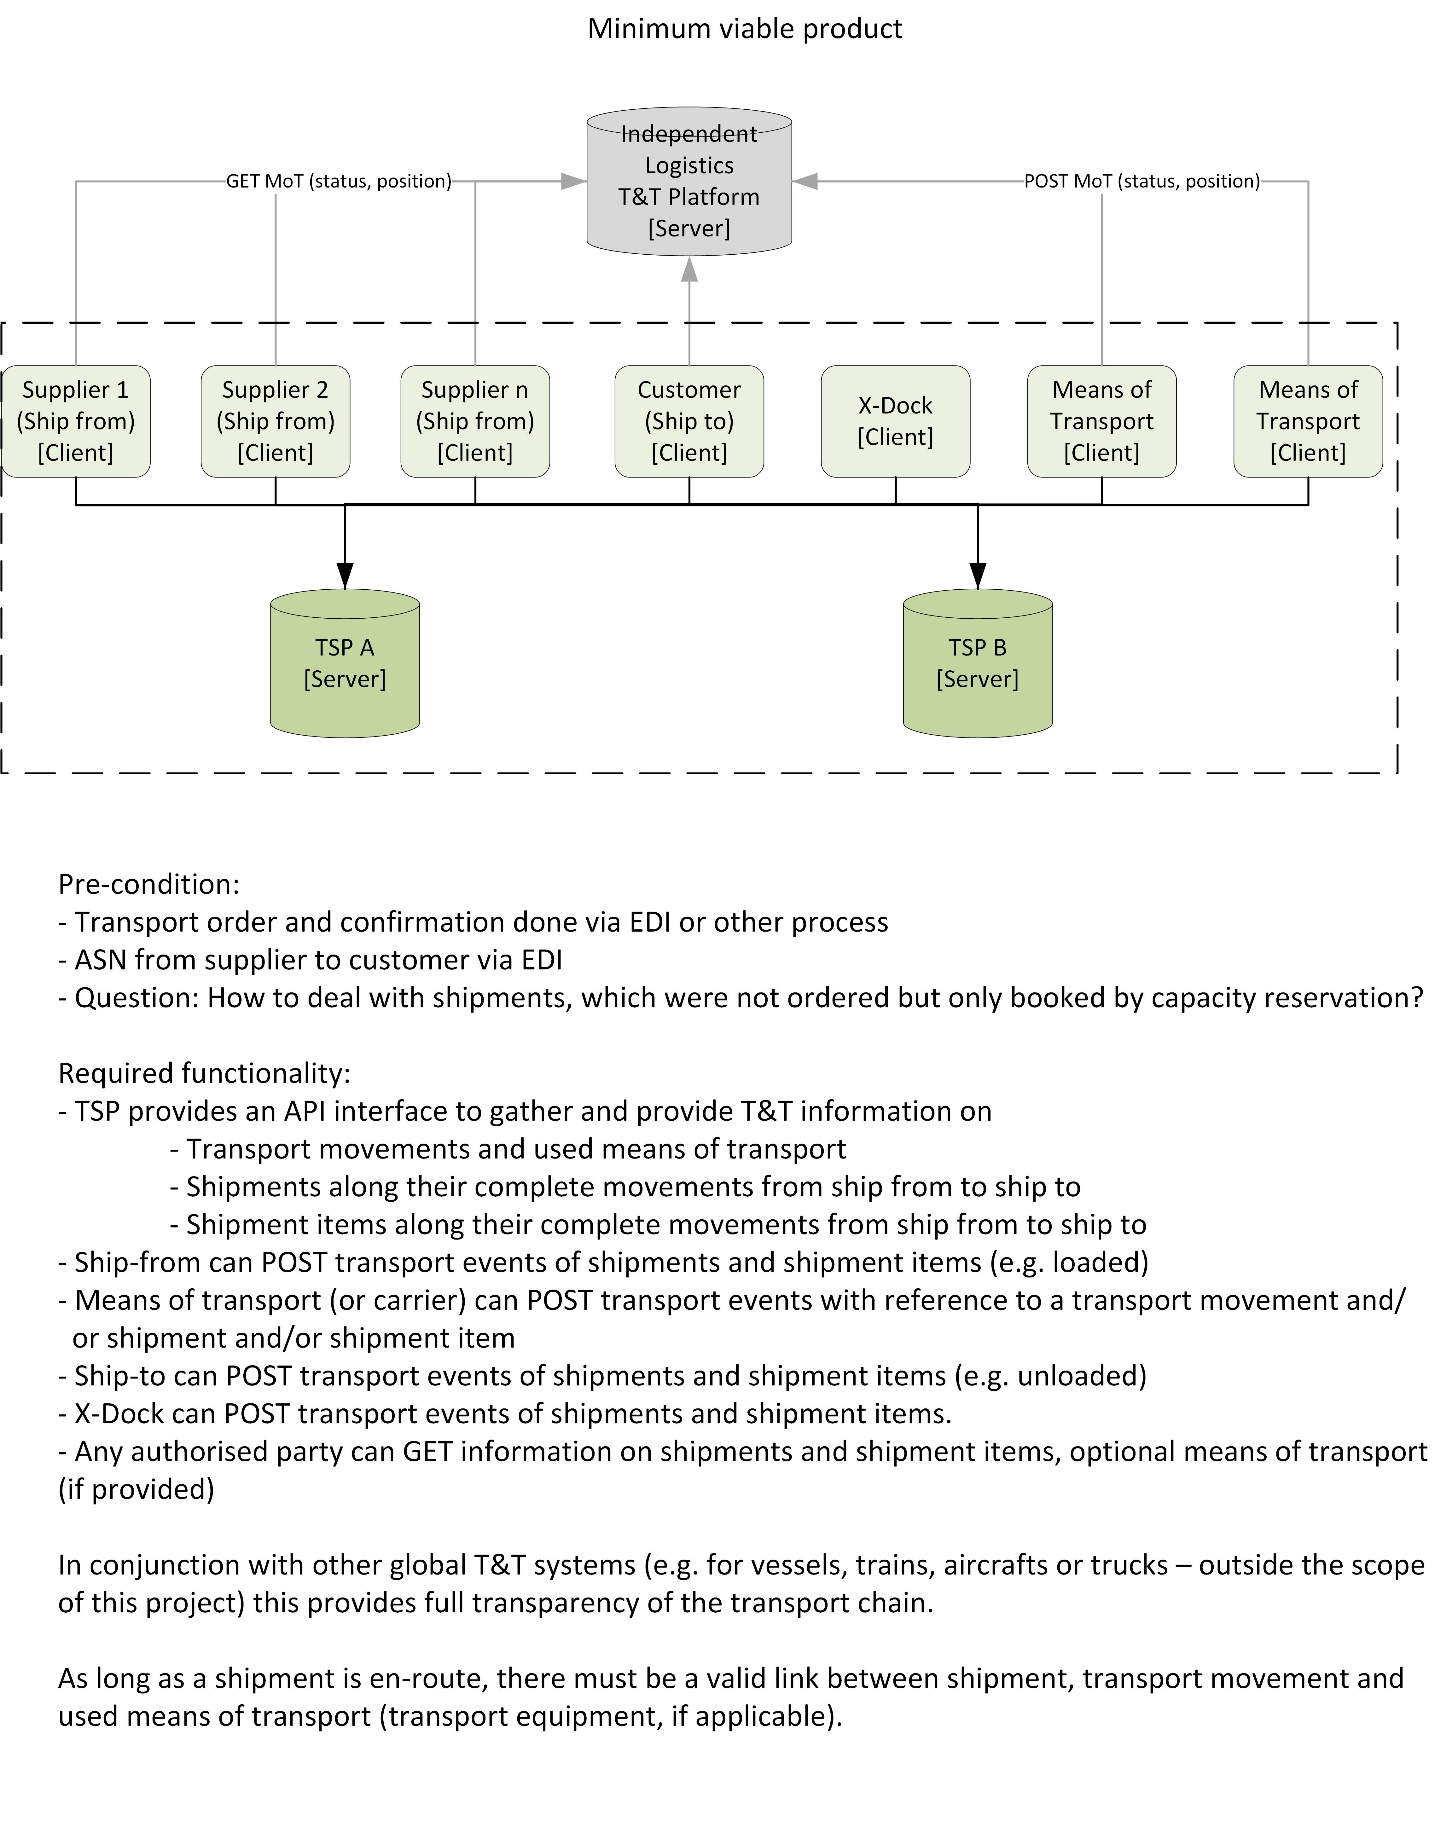 Minimum viable product
Independent
Logistics
T&T Platform
[Server]
GET MoT (status, position)
POST MoT (status, position)
Supplier 1
(Ship from)
[Client]
Supplier 2
(Ship from)
[Client]
Supplier n
(Ship from)
[Client]
Customer
(Ship to)
[Client]
X-Dock
[Client]
Means of
Transport
[Client]
Means of
Transport
[Client]
TSP A
[Server]
TSP B
[Server]
Pre-condition:
- Transport order and confirmation done via EDI or other process
- ASN from supplier to customer via EDI
- Question: How to deal with shipments, which were not ordered but only booked by capacity reservation?
Required functionality:
- TSP provides an API interface to gather and provide T&T information on
- Transport movements and used means of transport
- Shipments along their complete movements from ship from to ship to
- Shipment items along their complete movements from ship from to ship to
- Ship-from can POST transport events of shipments and shipment items (e.g. loaded)
- Means of transport (or carrier) can POST transport events with reference to a transport movement and/
or shipment and/or shipment item
- Ship-to can POST transport events of shipments and shipment items (e.g. unloaded)
- X-Dock can POST transport events of shipments and shipment items.
- Any authorised party can GET information on shipments and shipment items, optional means of transport
(if provided)
In conjunction with other global T&T systems (e.g. for vessels, trains, aircrafts or trucks – outside the scope
of this project) this provides full transparency of the transport chain.
As long as a shipment is en-route, there must be a valid link between shipment, transport movement and
used means of transport (transport equipment, if applicable).